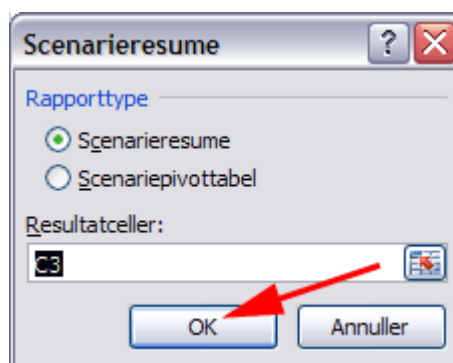 Scenarieresume
Rapporttype
Scenarieresume
Scenariepivottabel
Resultatceller:
C3
OK Annuller